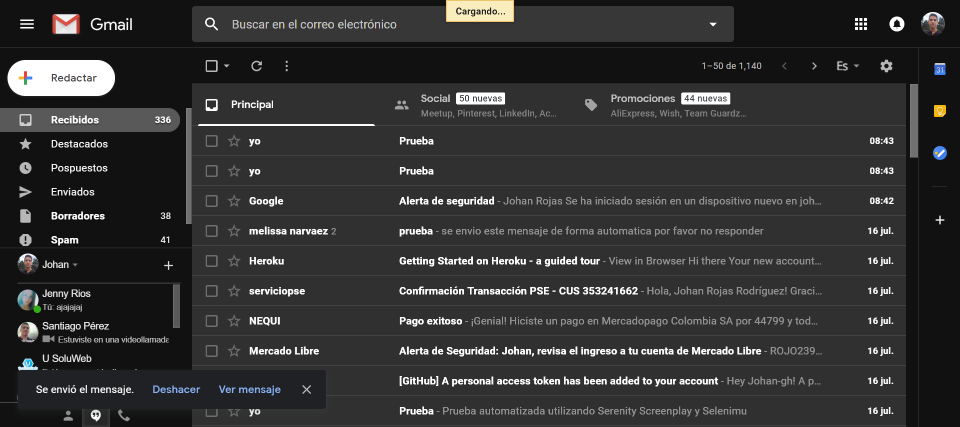 Cargando...
Gmail
Buscar en el correo electrónico
Redactar
1–50 de 1,140
Es
31
Principal
Social 50 nuevas
Meetup, Pinterest, LinkedIn, Ac…
Promociones 44 nuevas
AliExpress, Wish, Team Guardz…
Recibidos 336
Destacados
Pospuestos
Enviados
Borradores 38
Spam 41
yo Prueba 08:43
yo Prueba 08:43
Google Alerta de seguridad - Johan Rojas Se ha iniciado sesión en un dispositivo nuevo en joh… 08:42
melissa narvaez 2 prueba - se envio este mensaje de forma automatica por favor no responder 16 jul.
Heroku Getting Started on Heroku - a guided tour - View in Browser Hi there Your new account… 16 jul.
serviciopse Confirmación Transacción PSE - CUS 353241662 - Hola, Johan Rojas Rodríguez! Graci… 16 jul.
NEQUI Pago exitoso - ¡Genial! Hiciste un pago en Mercadopago Colombia SA por 44799 y tod… 16 jul.
Mercado Libre Alerta de Seguridad: Johan, revisa el ingreso a tu cuenta de Mercado Libre - ROJO239… 16 jul.
[GitHub] A personal access token has been added to your account - Hey Johan-gh! A p… 16 jul.
yo Prueba - Prueba automatizada utilizando Serenity Screenplay y Selenimu 16 jul.
Johan
Jenny Rios
Tú: ajajajaj
Santiago Pérez
Estuviste en una videollamada
U SoluWeb
Se envió el mensaje. Deshacer Ver mensaje